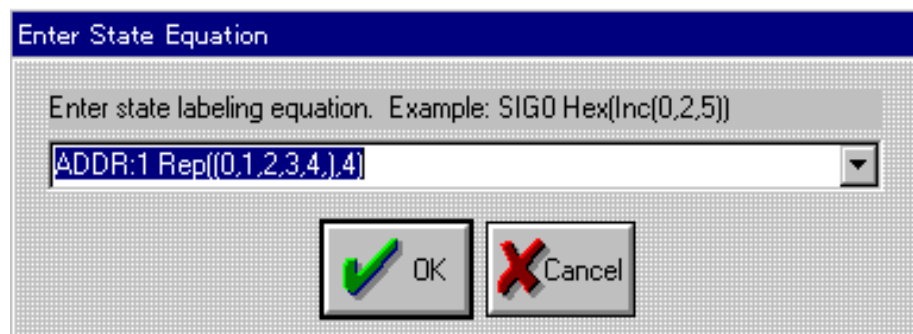 Enter State Equation
Enter state labeling equation. Example: SIG0 Hex(Inc(0,2,5))
ADDR:1 Rep((0,1,2,3,4,),4)
OK Cancel